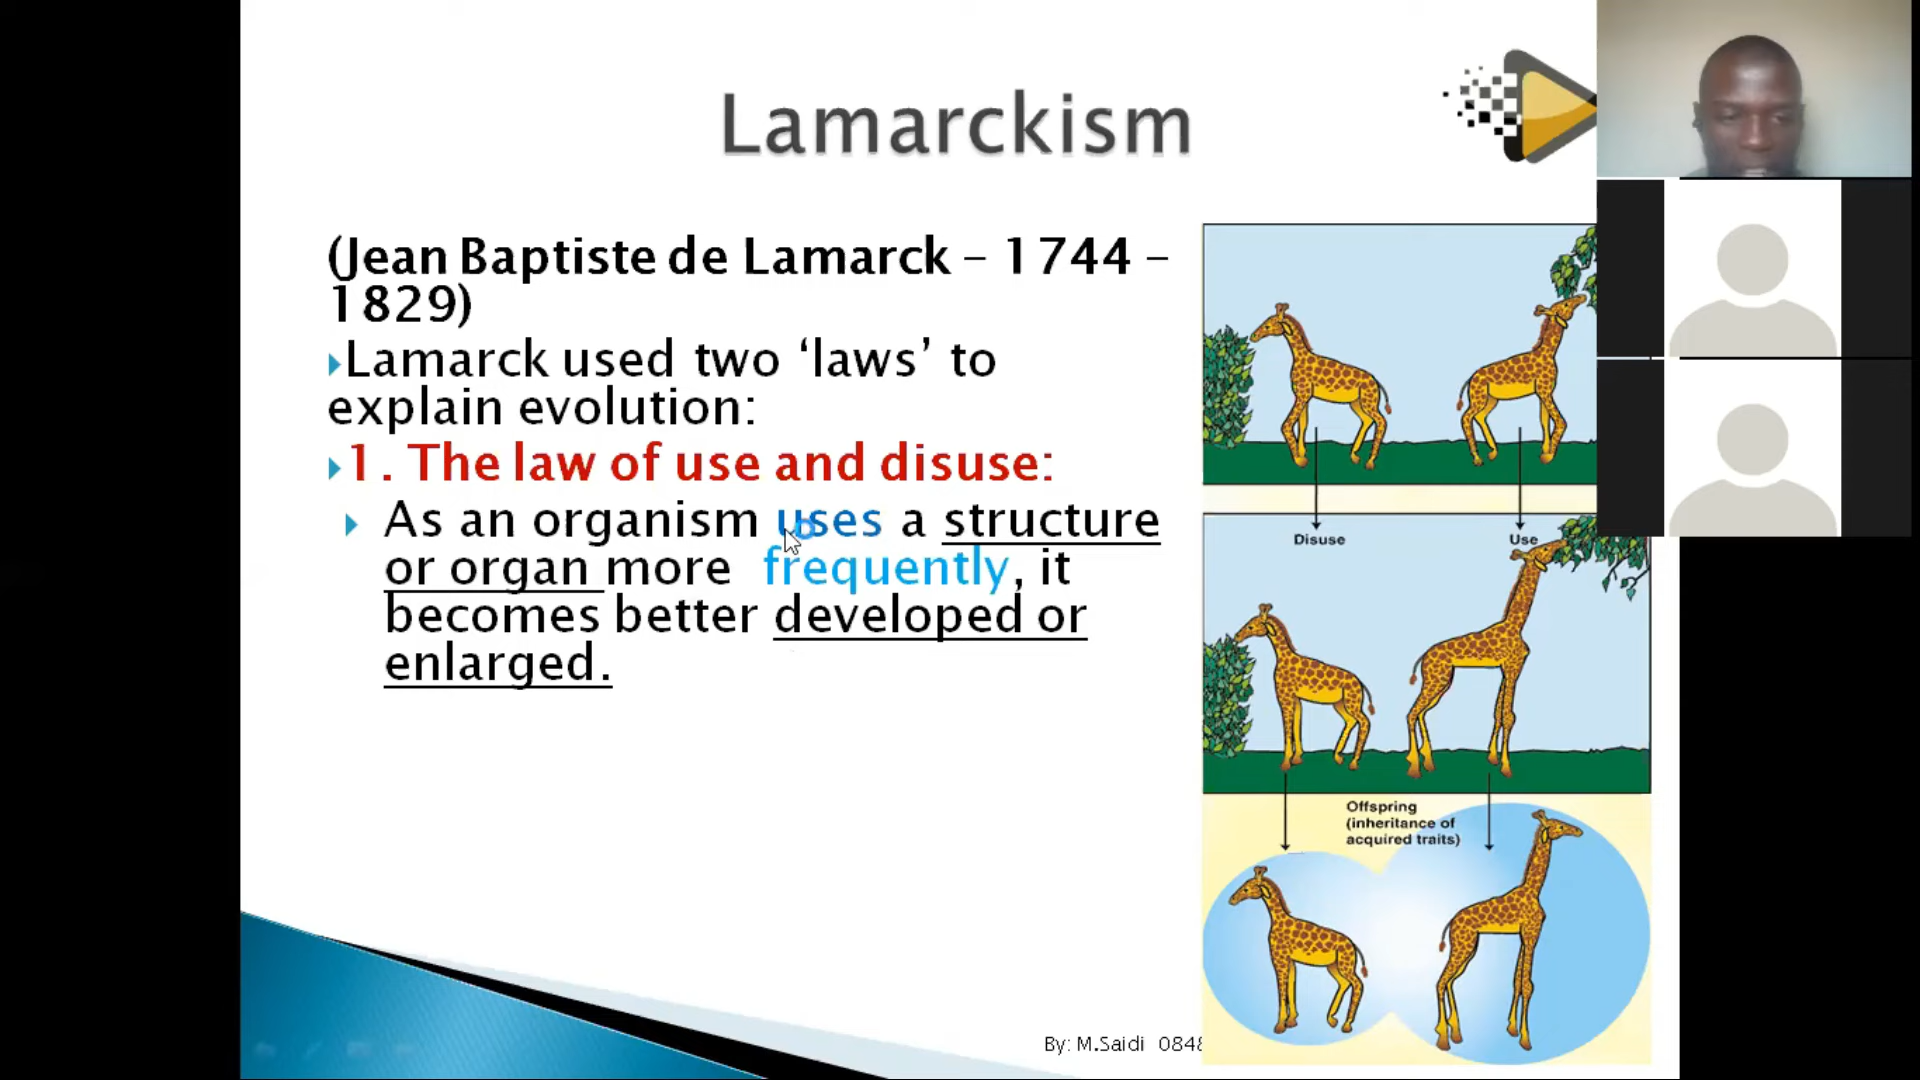 Lamarckism
(Jean Baptiste de Lamarck – 1744 –
1829)
Lamarck used two ‘laws’ to
explain evolution:
1. The law of use and disuse:
As an organism uses a structure
or organ more frequently, it
becomes better developed or
enlarged.
Disuse
Use
Offspring
(inheritance of
acquired traits)
By: M.Saidi 0848